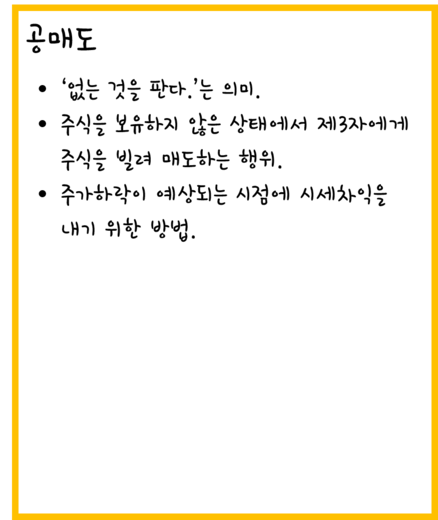 공매도
• '없는 것을 판다.'는 의미.
• 주식을 보유하지 않은 상태에서 제3자에게
주식을 빌려 매도하는 행위.
• 주가하락이 예상되는 시점에 시세차익을
내기 위한 방법.